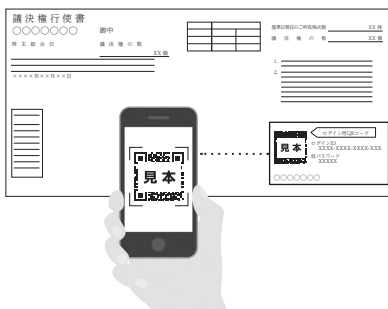 議決権行使書
○○○○○○○ 御中
株主総会日 議決権の数 XX個
××××年××月××日
基準日現在のご所有株式数 XX株
議決権の数 XX個
1.
2.
見本
見本
ログイン用QRコード
ログインID
XXXX-XXXX-XXXX-XXX
仮パスワード
XXXXX
○○○○○○○